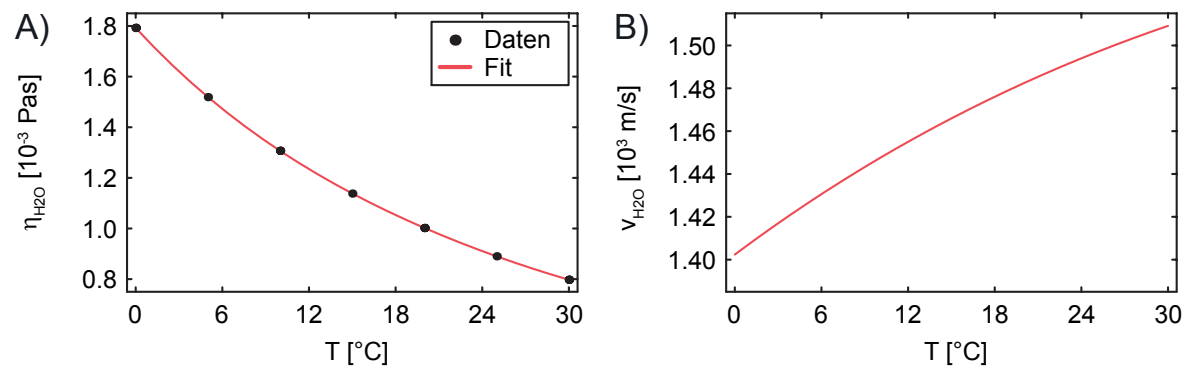 A)
η_H2O [10^-3 Pas]
1.8
1.6
1.4
1.2
1.0
0.8
Daten
Fit
0 6 12 18 24 30
T [°C]
B)
v_H2O [10^3 m/s]
1.50
1.48
1.46
1.44
1.42
1.40
0 6 12 18 24 30
T [°C]